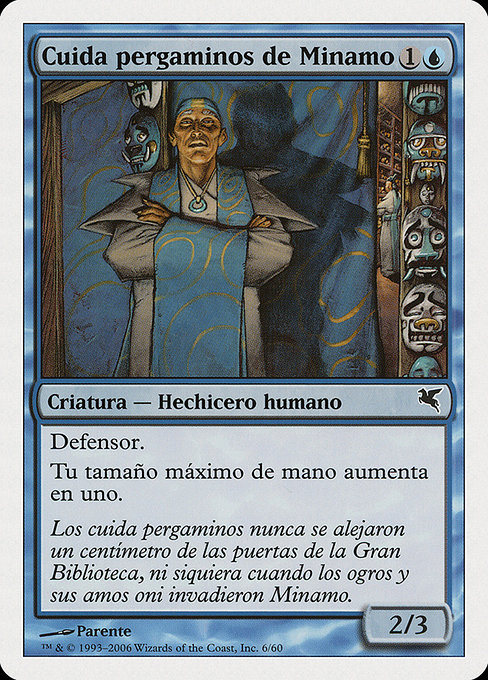 Cuida pergaminos de Minamo 1
Criatura — Hechicero humano
Defensor.
Tu tamaño máximo de mano aumenta
en uno.
Los cuida pergaminos nunca se alejaron
un centímetro de las puertas de la Gran
Biblioteca, ni siquiera cuando los ogros y
sus amos oni invadieron Minamo.
2/3
Parente
™ & © 1993–2006 Wizards of the Coast, Inc. 6/60